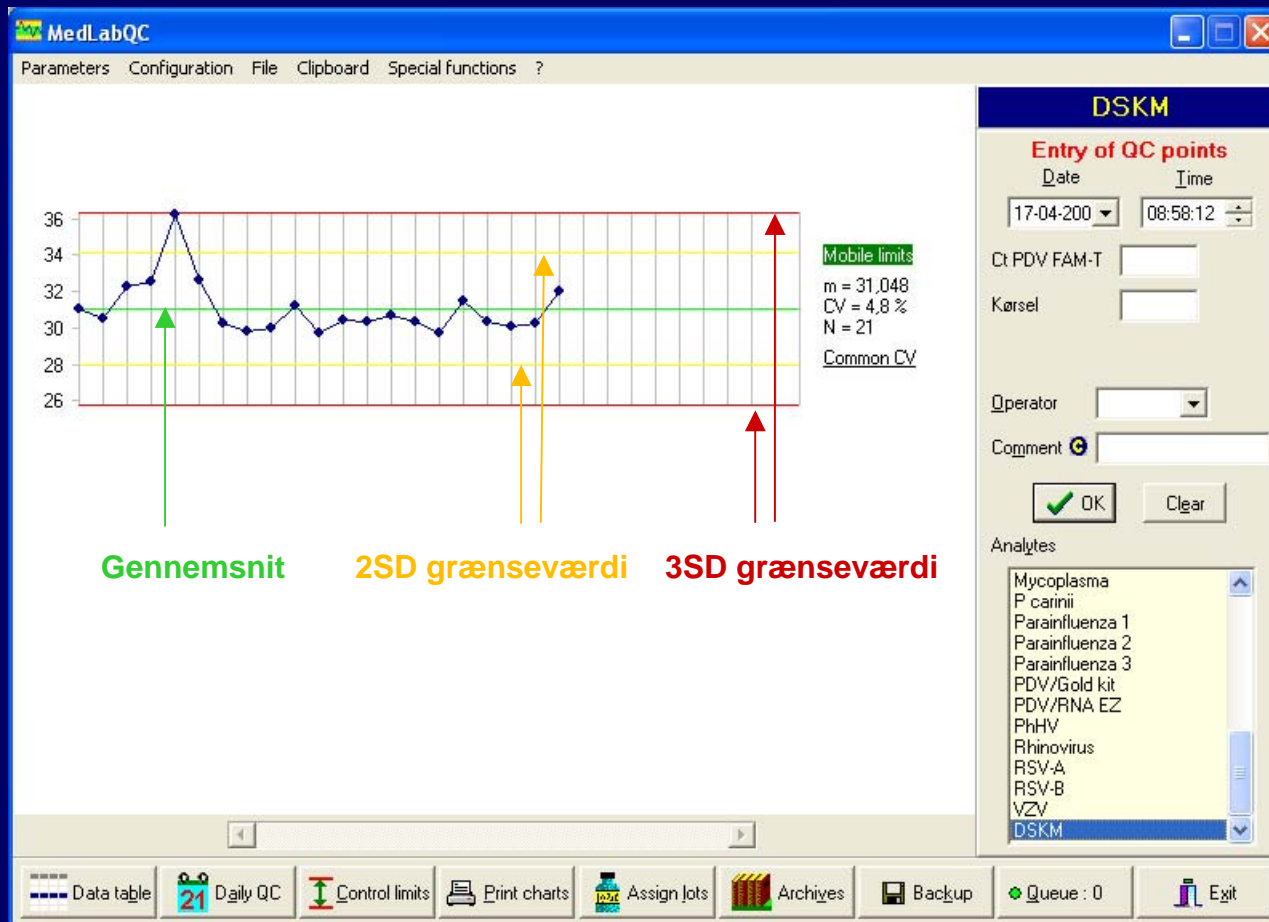 MedLabQC
Parameters Configuration File Clipboard Special functions ?
DSKM
Entry of QC points
Date Time
17-04-200 08:58:12
Ct PDV FAM-T
Kørsel
Operator
Comment
OK Clear
Analytes
Mycoplasma
P carinii
Parainfluenza 1
Parainfluenza 2
Parainfluenza 3
PDV/Gold kit
PDV/RNA EZ
PhHV
Rhinovirus
RSV-A
RSV-B
VZV
DSKM
36
34
32
30
28
26
Mobile limits
m = 31,048
CV = 4,8 %
N = 21
Common CV
Gennemsnit 2SD grænseværdi 3SD grænseværdi
Data table 21 Daily QC Control limits Print charts Assign lots Archives Backup Queue : 0 Exit